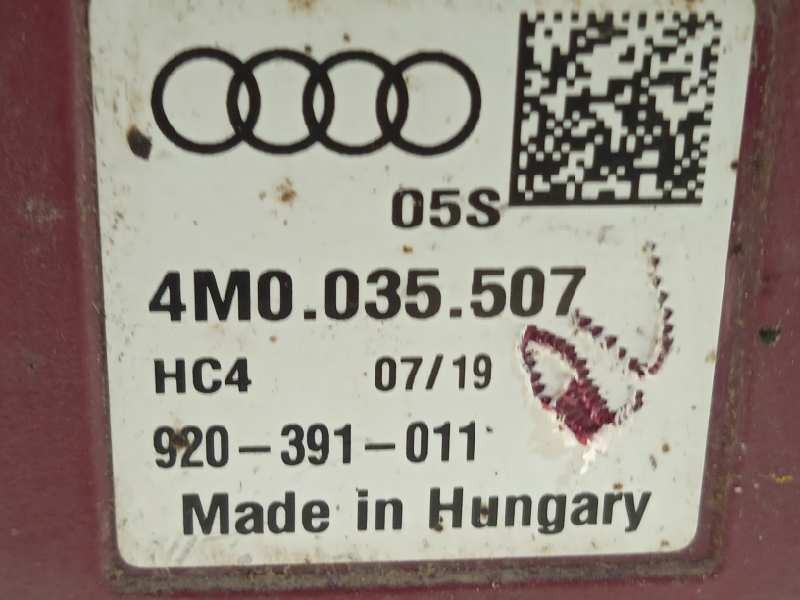 05S
4M0.035.507
HC4 07/19
920-391-011
Made in Hungary